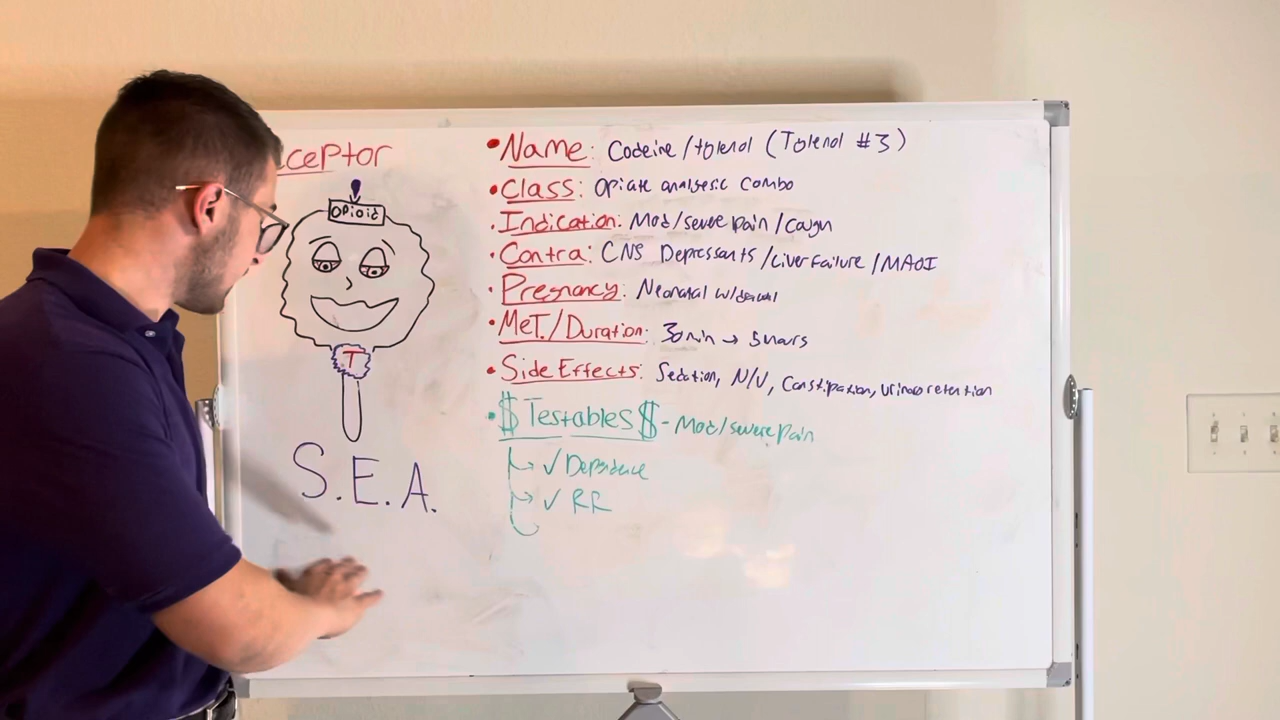 ceptor
opioid
T
S.E.A.
• Name: Codeine/tolenol (Tolenol #3)
• Class: Opiate analgesic Combo
• Indication: Mod/severe pain/Cough
• Contra: CNS Depressants/Liver failure/MAOI
• Pregnancy: Neonatal w/drawal
• MeT./Duration: 30min → 5hours
• Side Effects: Sedation, N/V, Constipation, urinary retention
• $Testables$ - Mod/severe pain
→ ✓ Dependence
→ ✓ RR